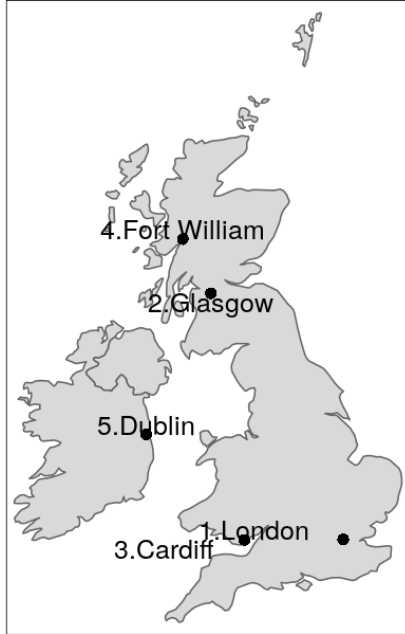 4.Fort William
2.Glasgow
5.Dublin
1.London
3.Cardiff